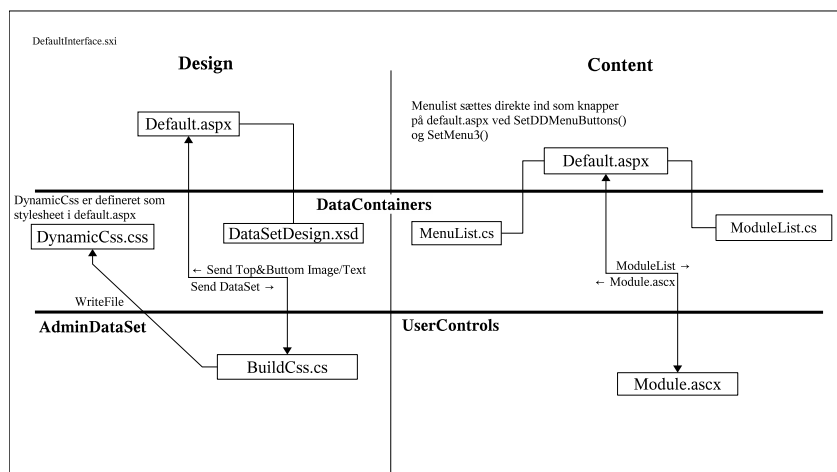 DefaultInterface.sxi
Design
Content
Default.aspx
Menulist sættes direkte ind som knapper
på default.aspx ved SetDDMenuButtons()
og SetMenu3()
Default.aspx
DynamicCss er defineret som
stylesheet i default.aspx
DataContainers
DynamicCss.css
DataSetDesign.xsd
MenuList.cs
ModuleList.cs
← Send Top&Buttom Image/Text
Send DataSet →
ModuleList →
← Module.ascx
WriteFile
AdminDataSet
UserControls
BuildCss.cs
Module.ascx